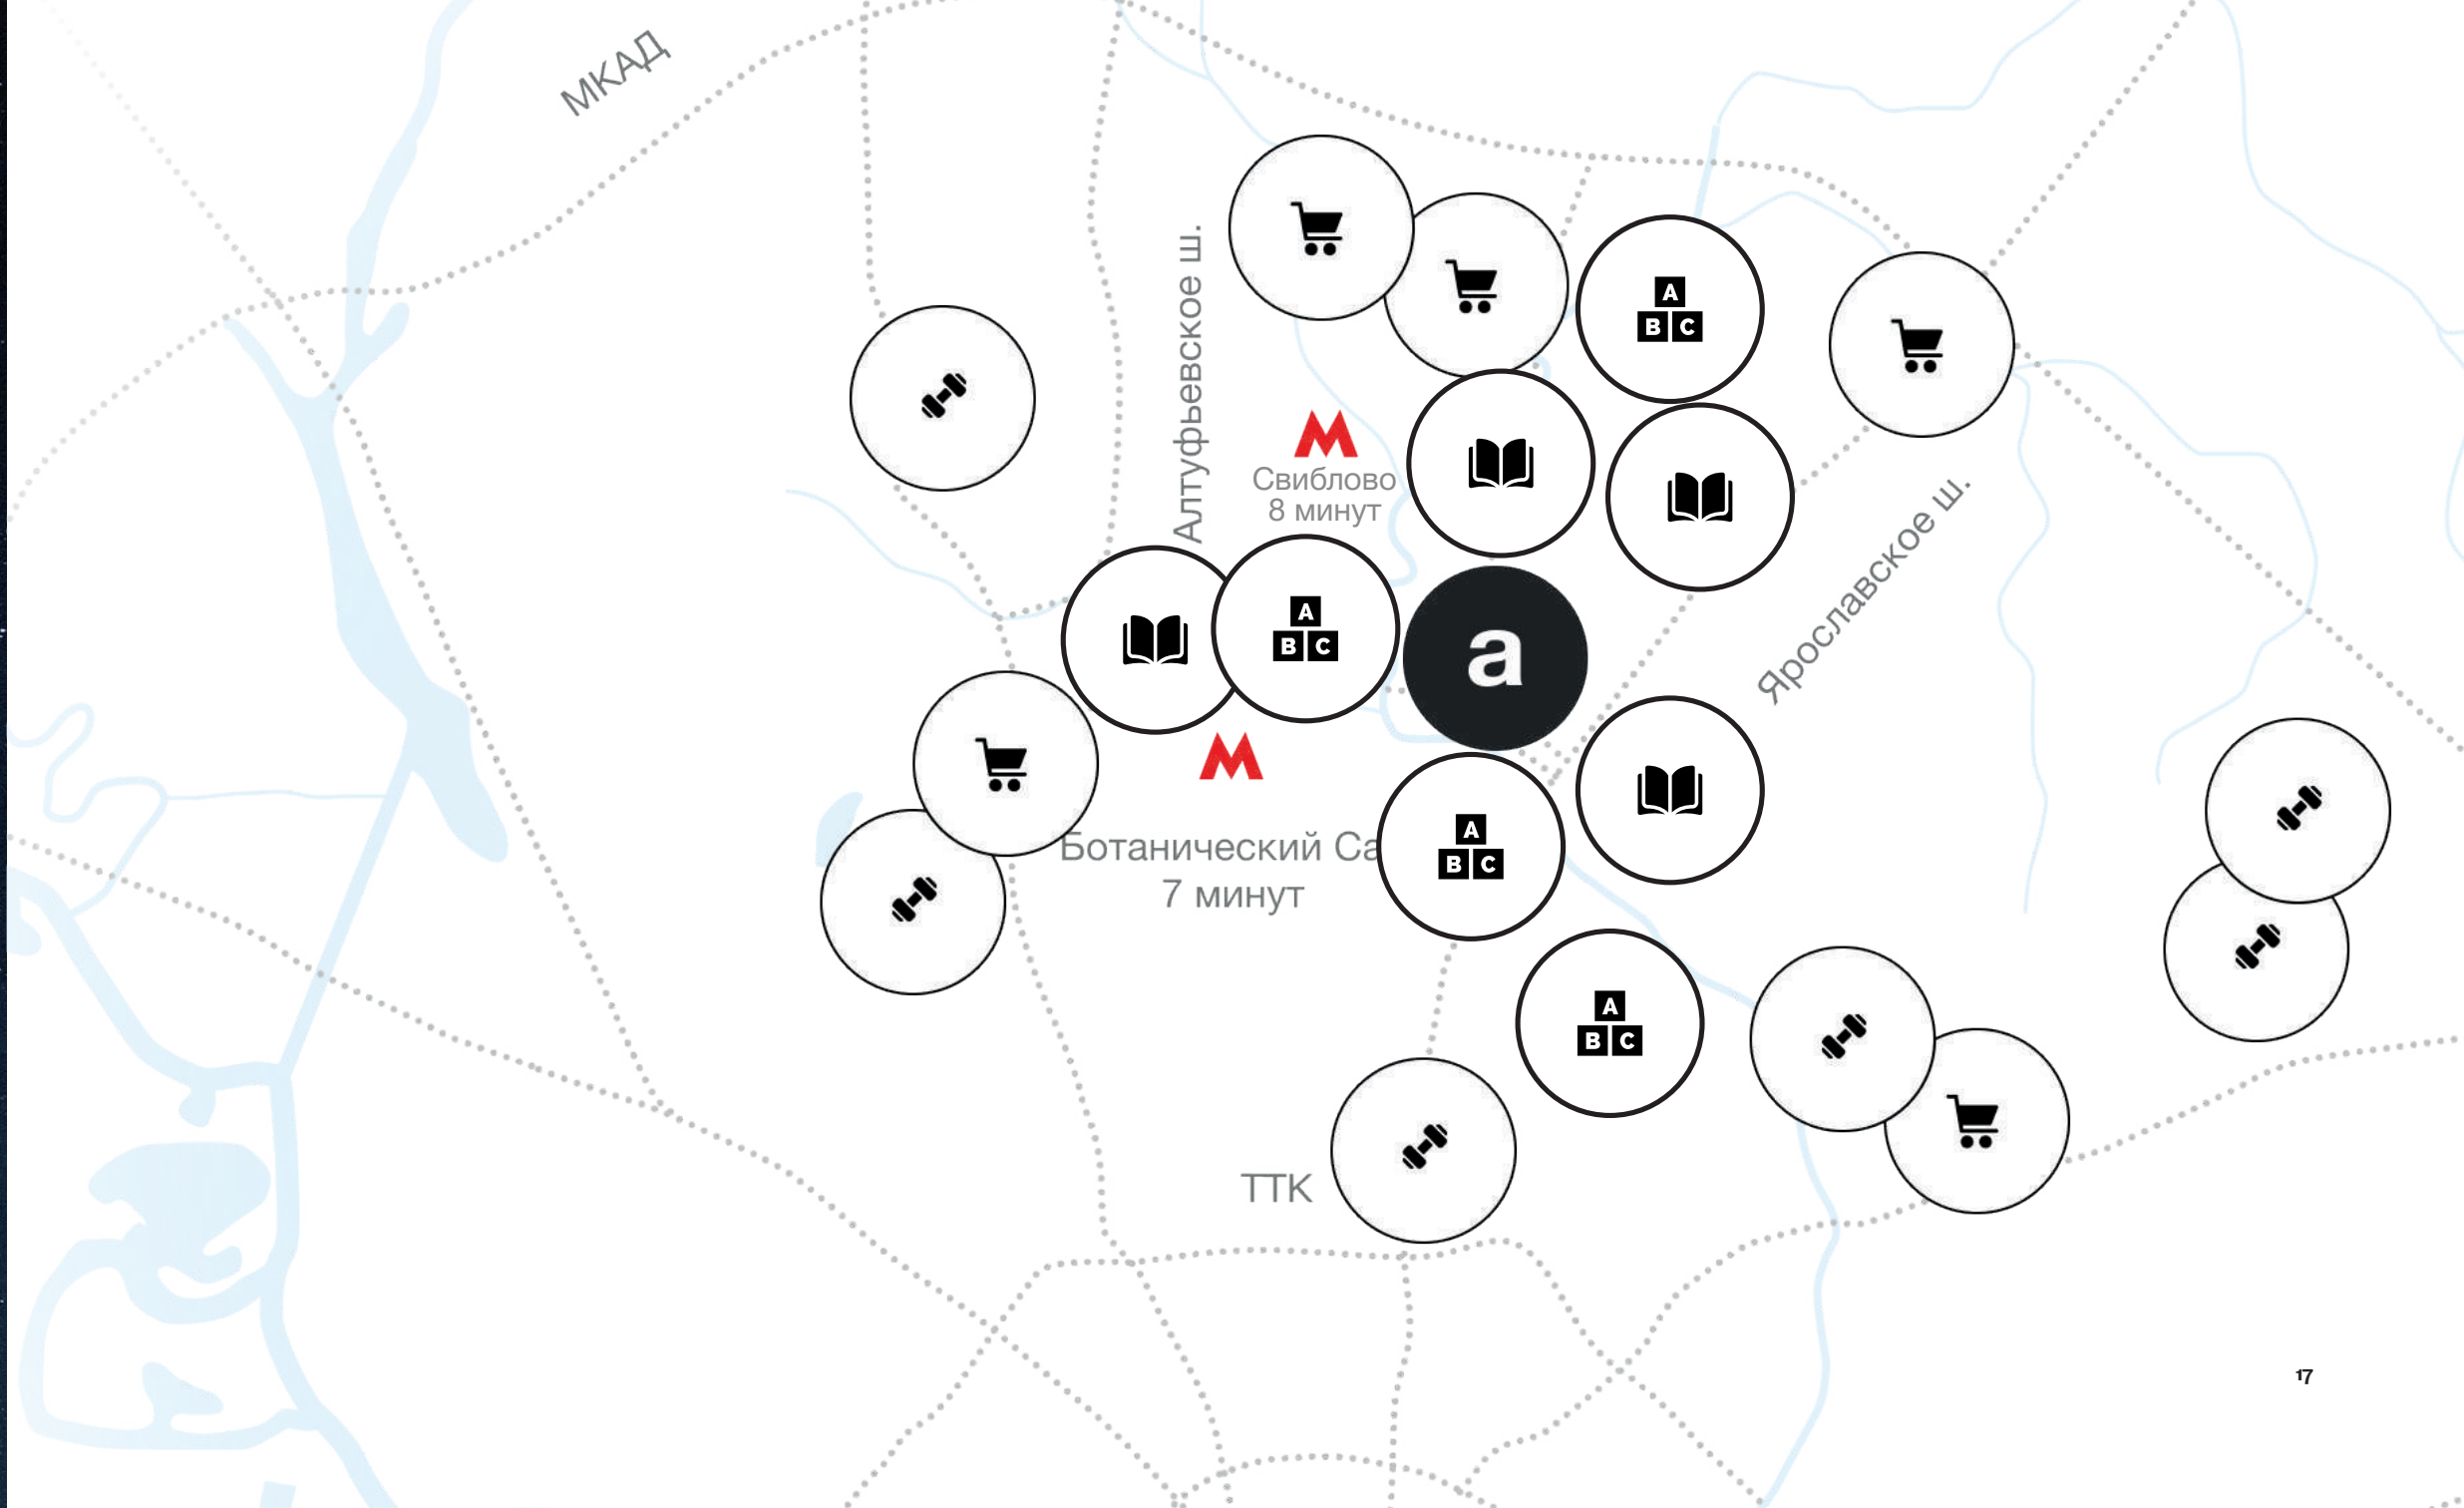 МКАД
Алтуфьевское ш.
A
B C
Свиблово
8 минут
Ярославское ш.
A
B C
a
Ботанический Са
7 минут
A
B C
A
B C
ТТК
17